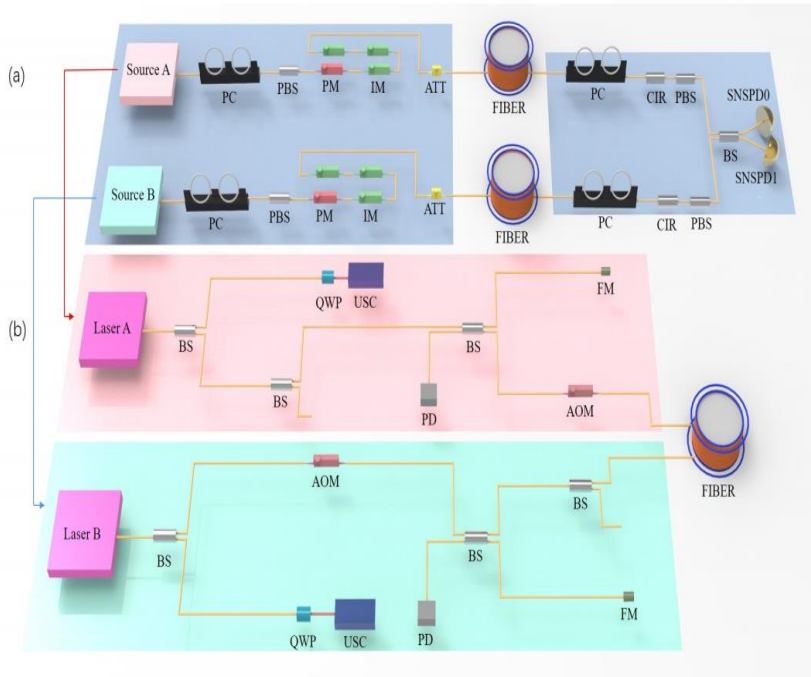 (a)
Source A
PC
PBS
PM
IM
ATT
FIBER
PC
CIR
PBS
SNSPD0
BS
SNSPD1
Source B
PC
PBS
PM
IM
ATT
FIBER
PC
CIR
PBS
(b)
Laser A
BS
QWP
USC
BS
BS
PD
FM
AOM
FIBER
Laser B
BS
AOM
QWP
USC
BS
PD
BS
FM